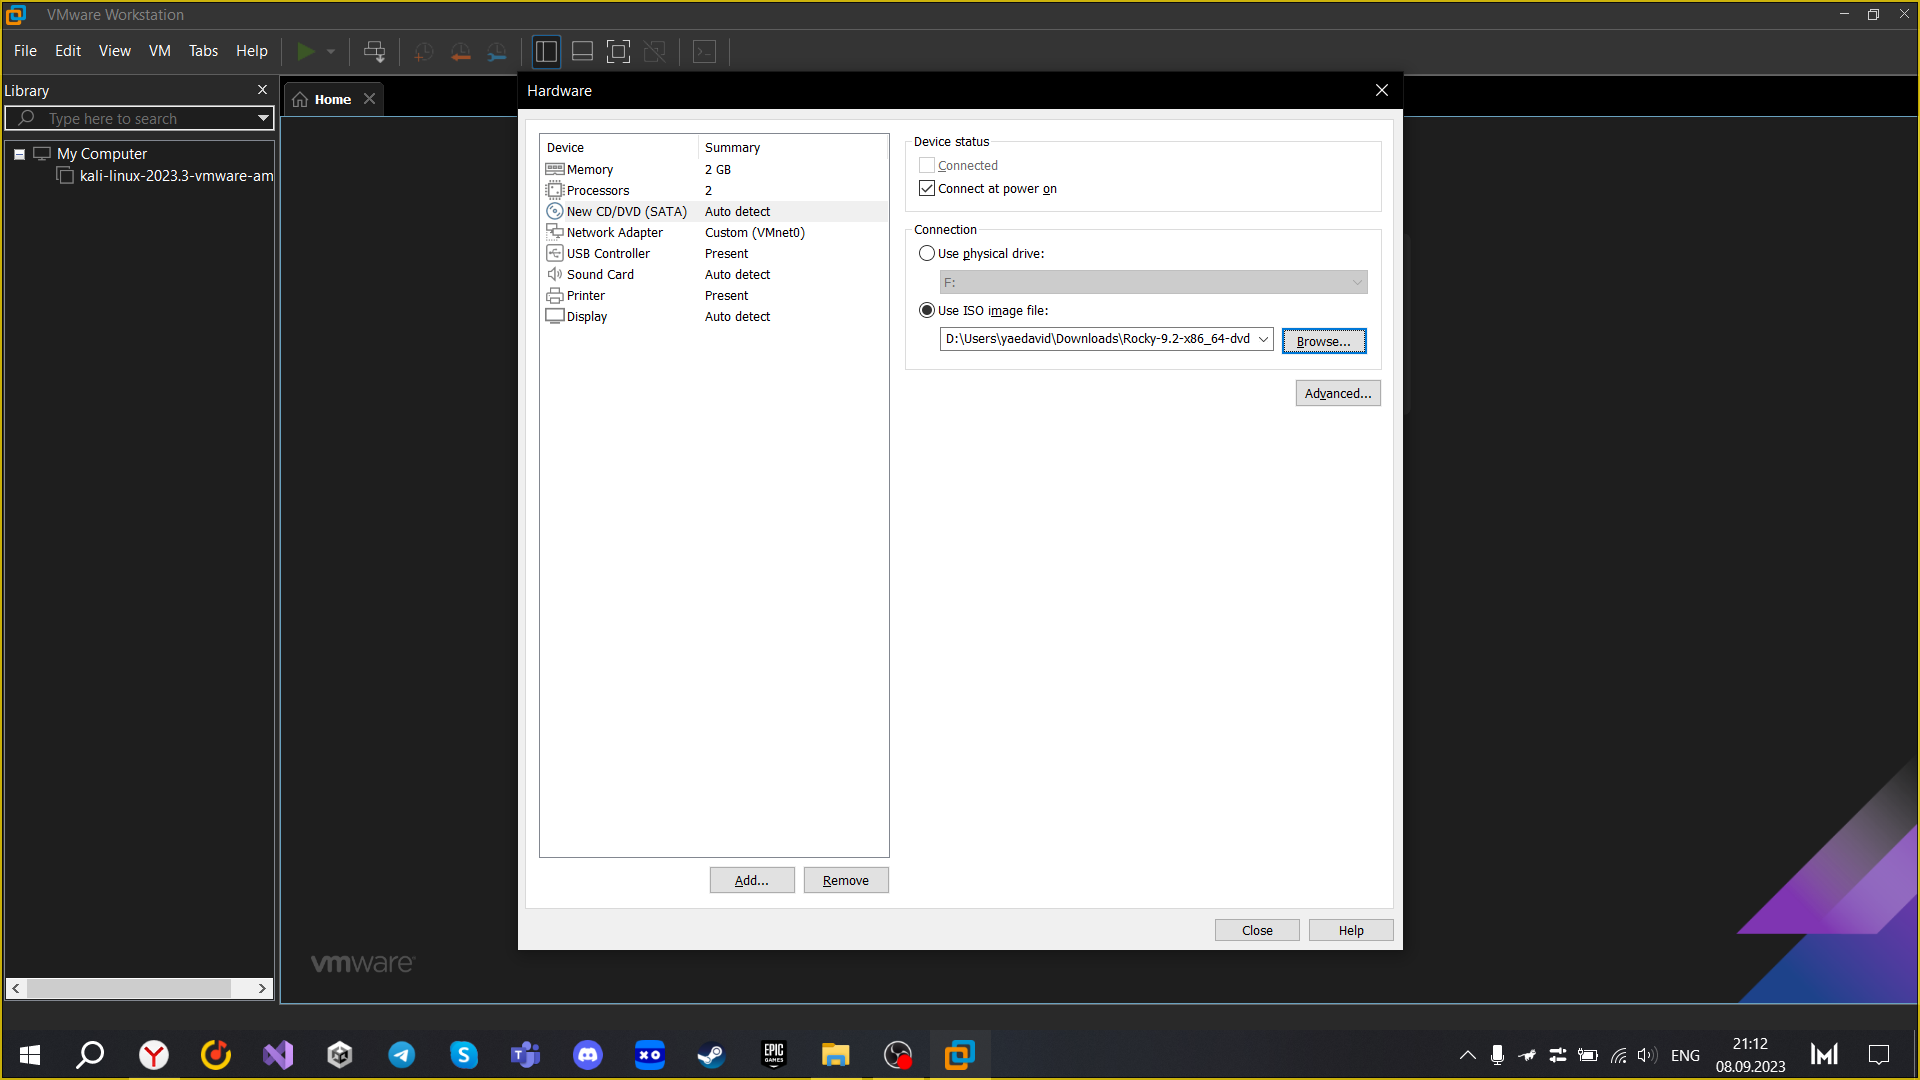 VMware Workstation
File Edit View VM Tabs Help
Library
Type here to search
My Computer
kali-linux-2023.3-vmware-am
Home
Hardware
Device Summary
Memory 2 GB
Processors 2
New CD/DVD (SATA) Auto detect
Network Adapter Custom (VMnet0)
USB Controller Present
Sound Card Auto detect
Printer Present
Display Auto detect
Add... Remove
Device status
Connected
Connect at power on
Connection
Use physical drive:
F:
Use ISO image file:
D:\Users\yaedavid\Downloads\Rocky-9.2-x86_64-dvd Browse...
Advanced...
Close Help
vmware
XO
EPIC GAMES
ENG
21:12
08.09.2023